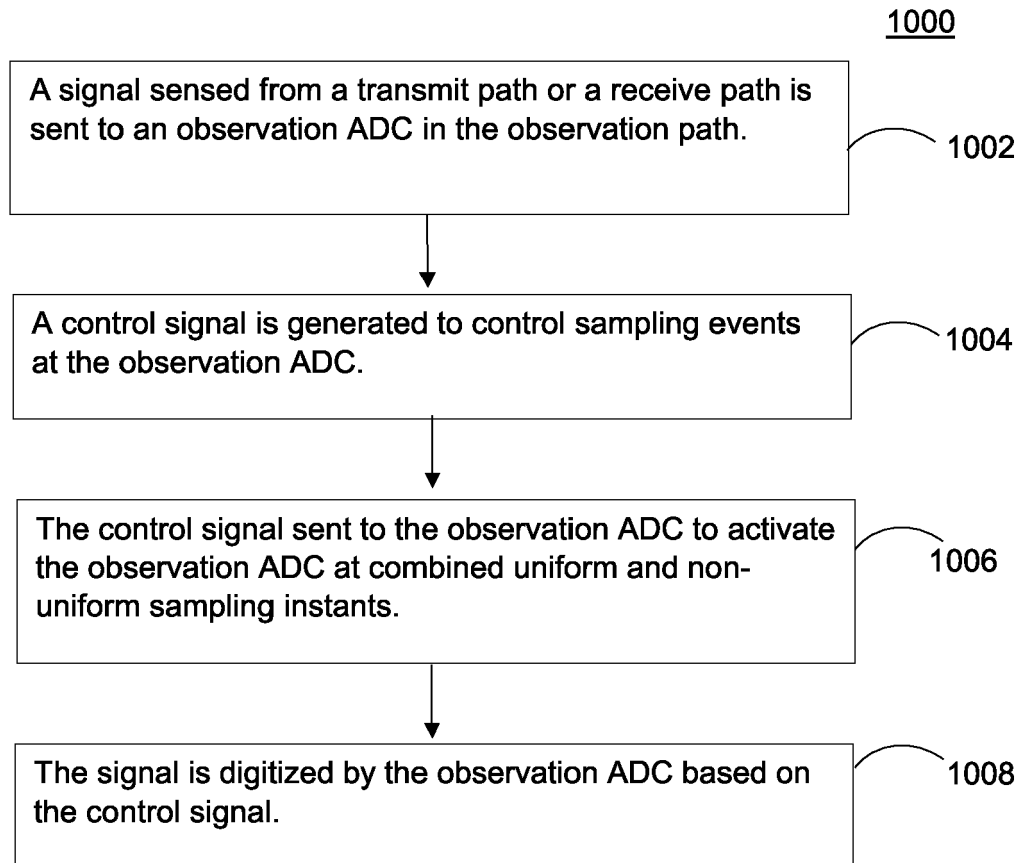 1000
A signal sensed from a transmit path or a receive path is
sent to an observation ADC in the observation path.
1002
A control signal is generated to control sampling events
at the observation ADC.
1004
The control signal sent to the observation ADC to activate
the observation ADC at combined uniform and non-
uniform sampling instants.
1006
The signal is digitized by the observation ADC based on
the control signal.
1008